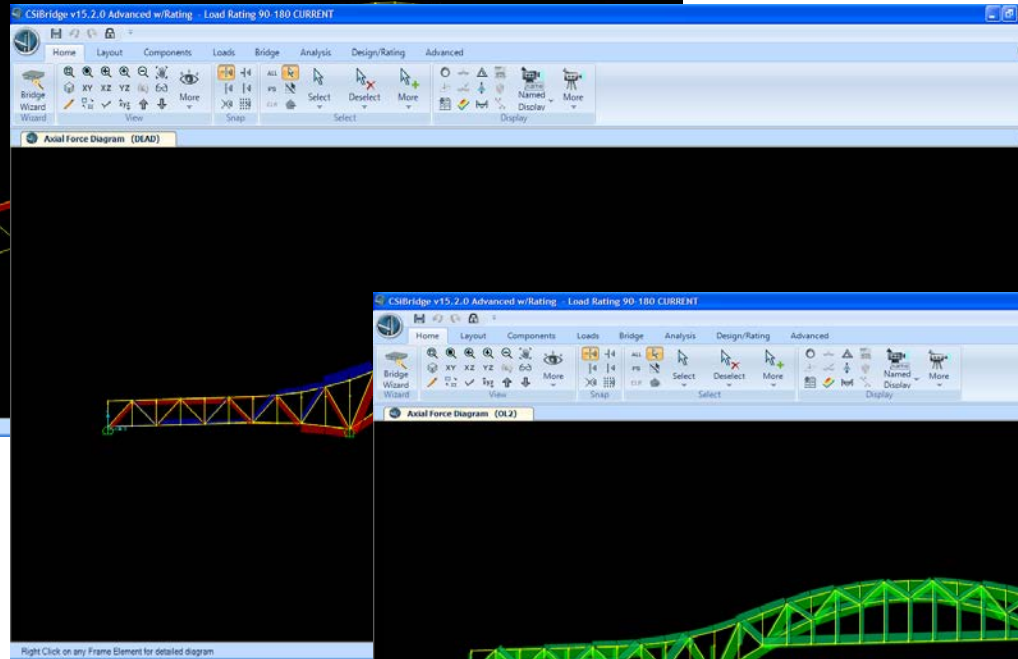 CSiBridge v15.2.0 Advanced w/Rating - Load Rating 90-180 CURRENT
Home Layout Components Loads Bridge Analysis Design/Rating Advanced
XY XZ YZ ALL
Bridge Wizard More PS Select Deselect More Named Display More
CLR
Wizard View Snap Select Display
Axial Force Diagram (DEAD)
Right Click on any Frame Element for detailed diagram
CSiBridge v15.2.0 Advanced w/Rating - Load Rating 90-180 CURRENT
Home Layout Components Loads Bridge Analysis Design/Rating Advanced
XY XZ YZ ALL
Bridge Wizard More PS Select Deselect More Named Display More
CLR
Wizard View Snap Select Display
Axial Force Diagram (OL2)